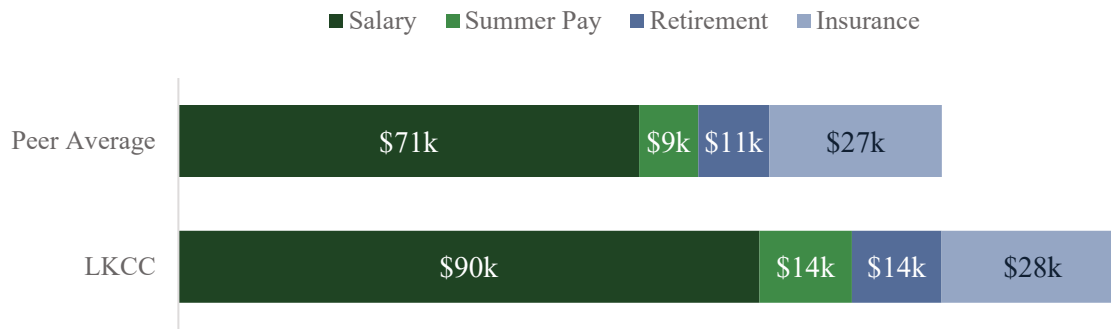 Salary Summer Pay Retirement Insurance
Peer Average $71k $9k $11k $27k
LKCC $90k $14k $14k $28k